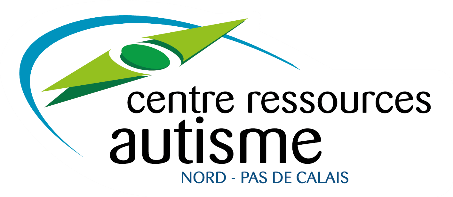 centre ressources
autisme
NORD - PAS DE CALAIS